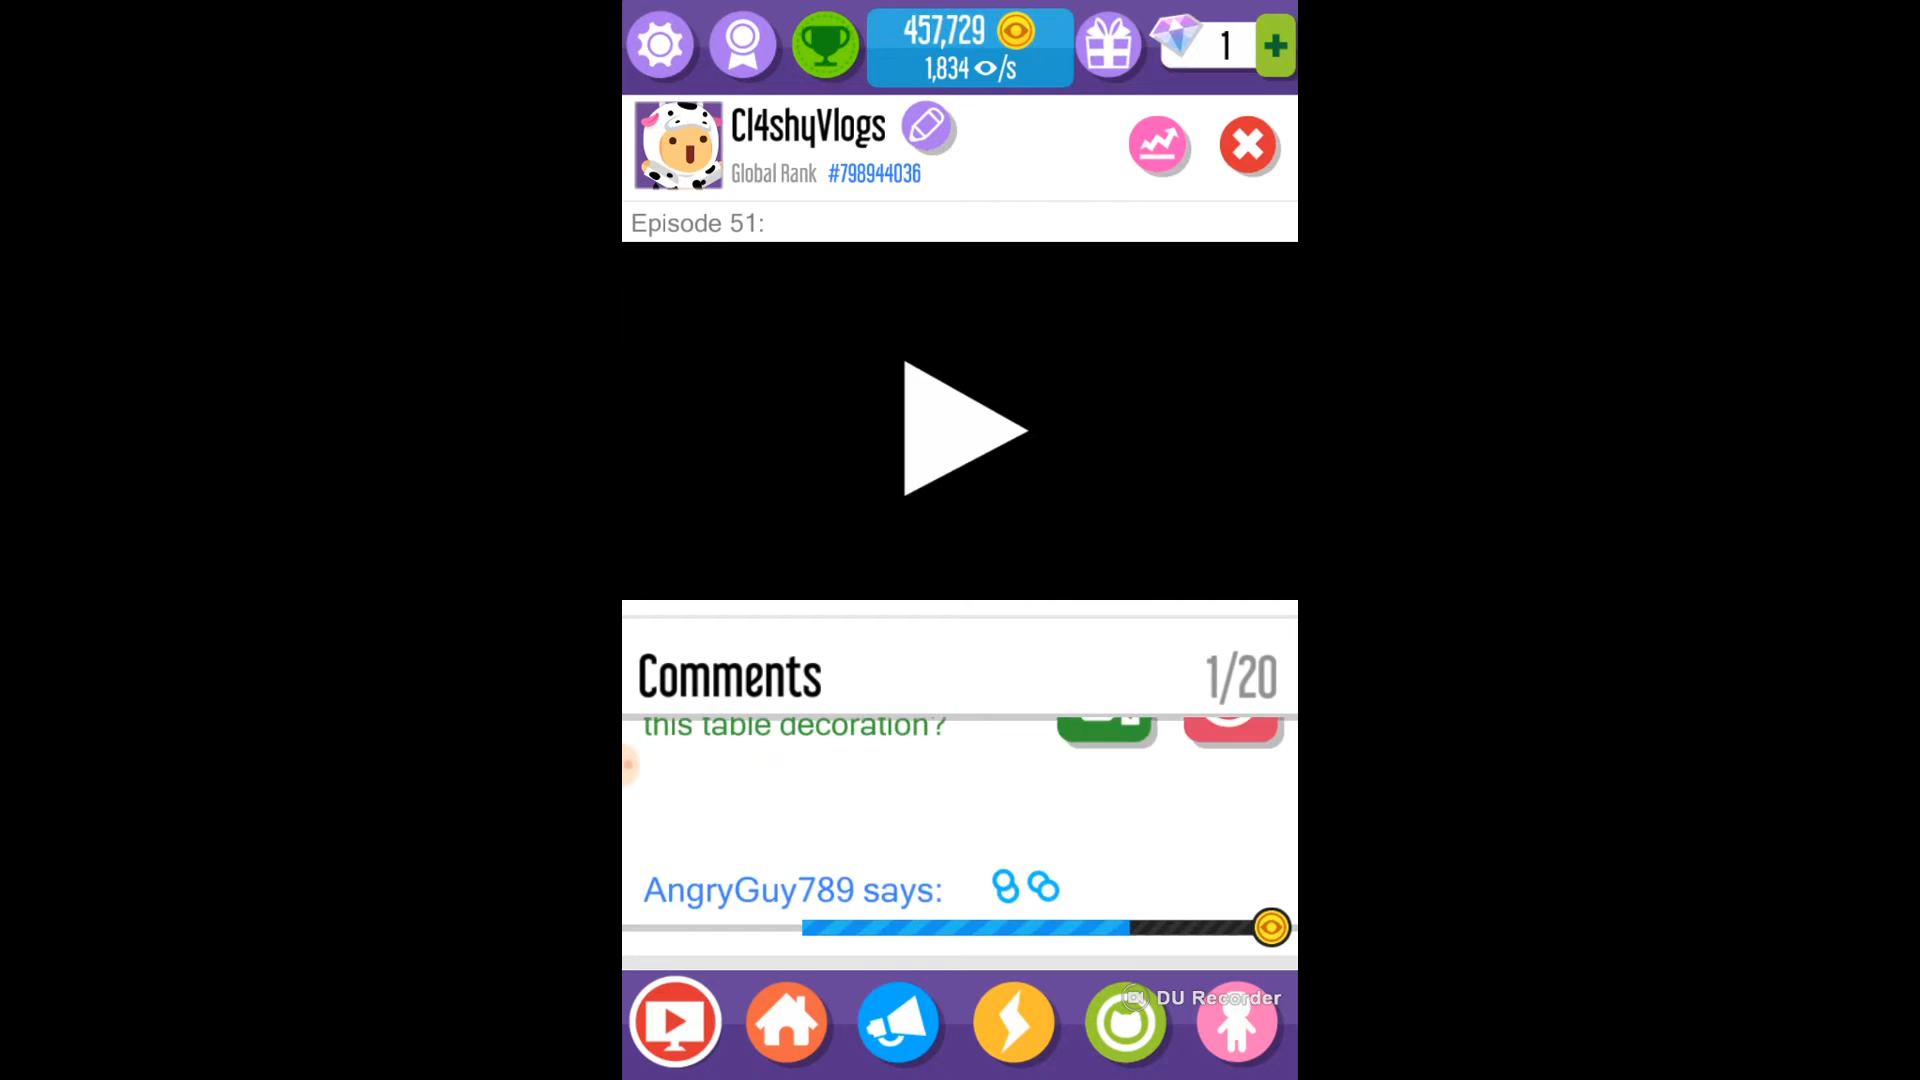 457,729
1,834 /s
1
Cl4shyVlogs
Global Rank #798944036
Episode 51:
Comments
1/20
this table decoration?
AngryGuy789 says:
DU Recorder